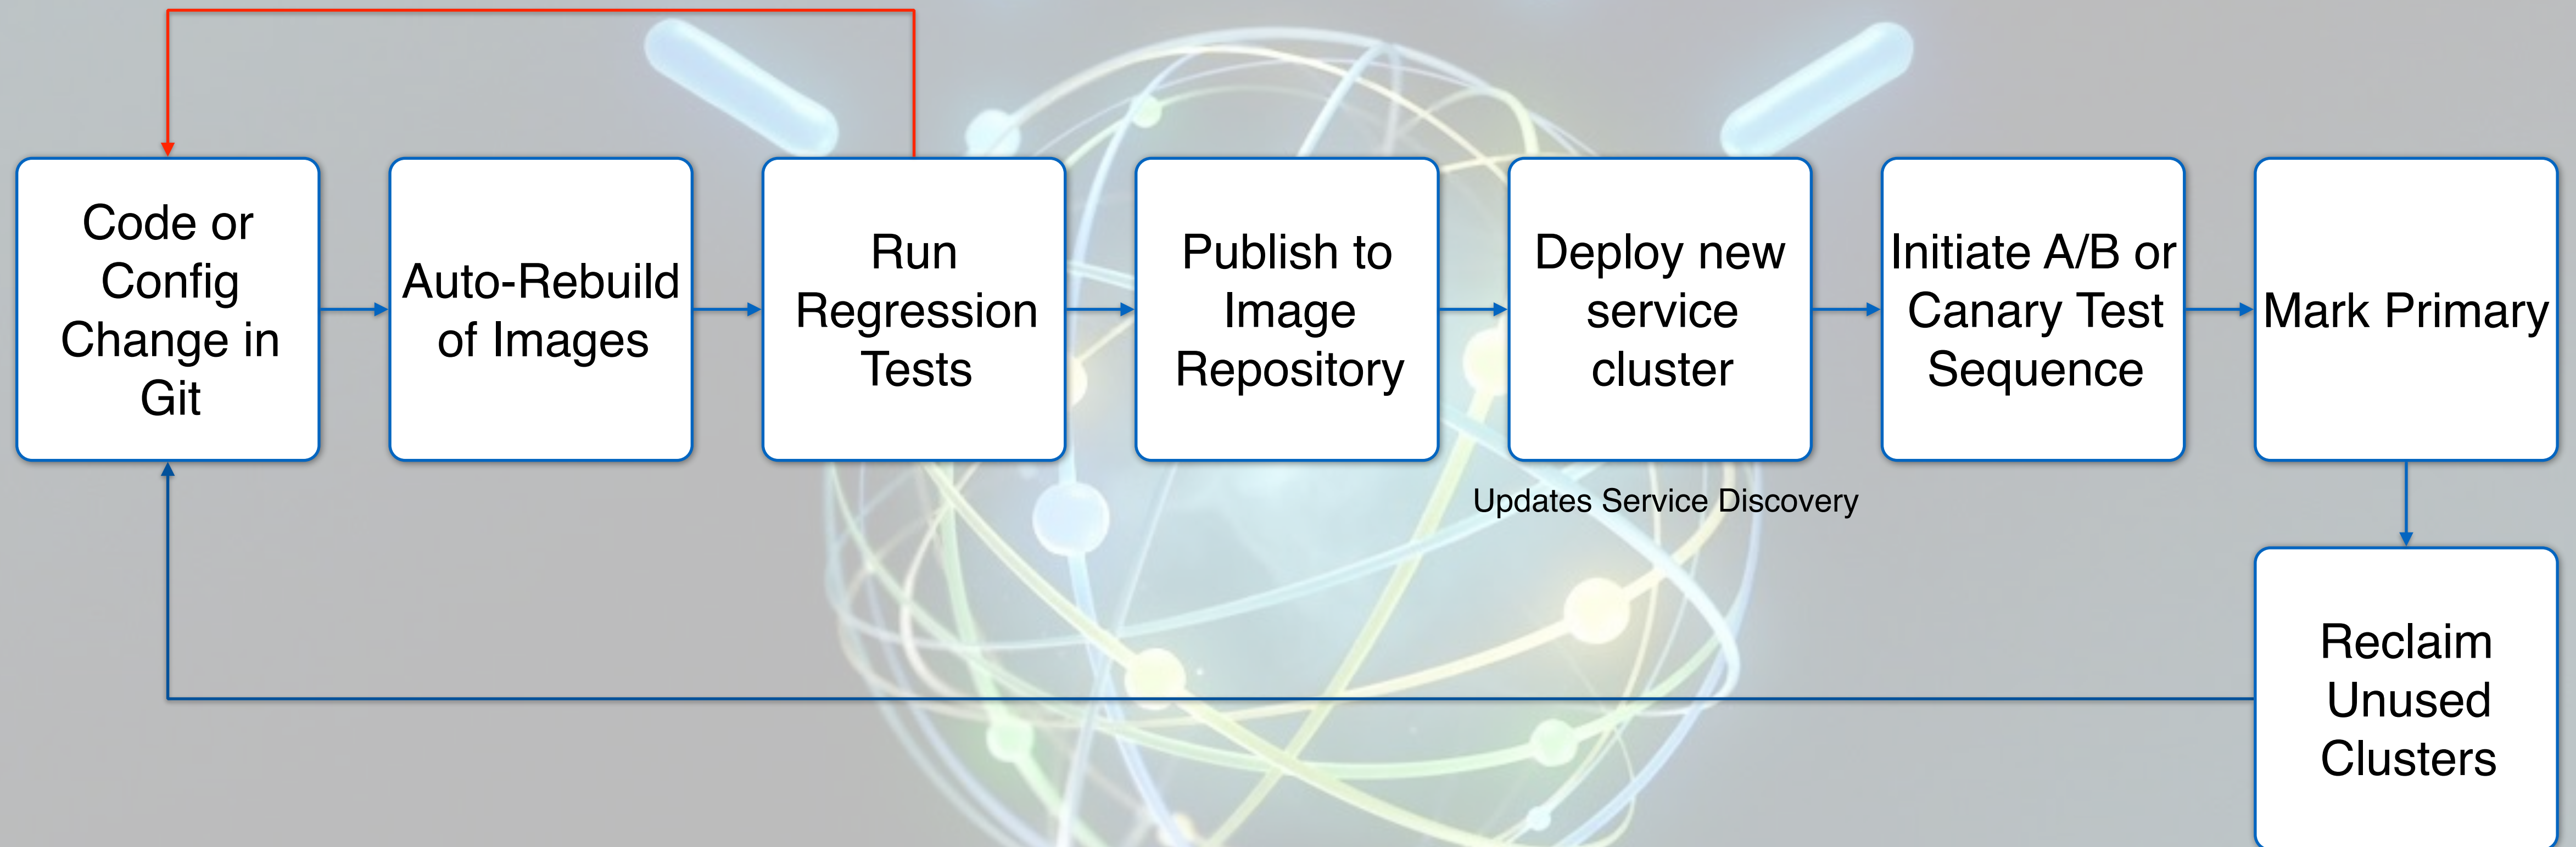 Code or
Config
Change in
Git
Auto-Rebuild
of Images
Run
Regression
Tests
Publish to
Image
Repository
Deploy new
service
cluster
Initiate A/B or
Canary Test
Sequence
Mark Primary
Updates Service Discovery
Reclaim
Unused
Clusters